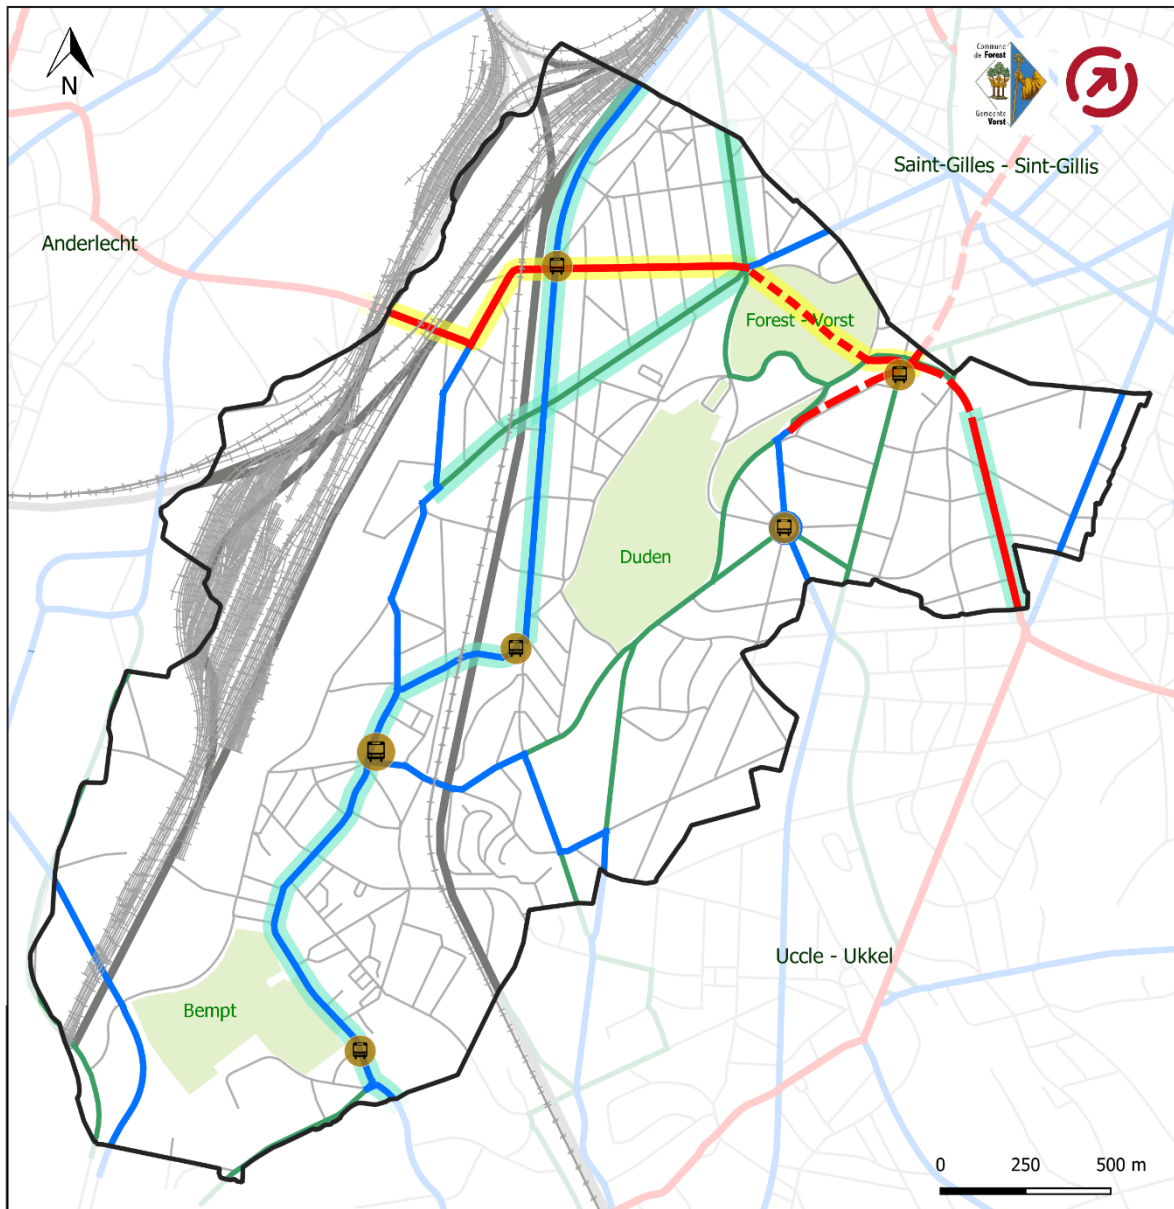 N
Commune
de Forest
Gemeente
Vorst
Saint-Gilles - Sint-Gillis
Anderlecht
Forest - Vorst
Duden
Uccle - Ukkel
Bempt
0 250 500 m